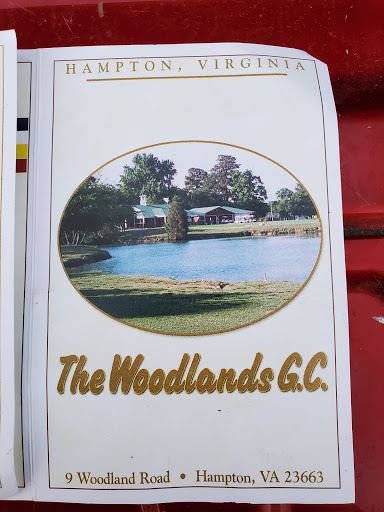 HAMPTON, VIRGINIA
The Woodlands G.C.
9 Woodland Road • Hampton, VA 23663